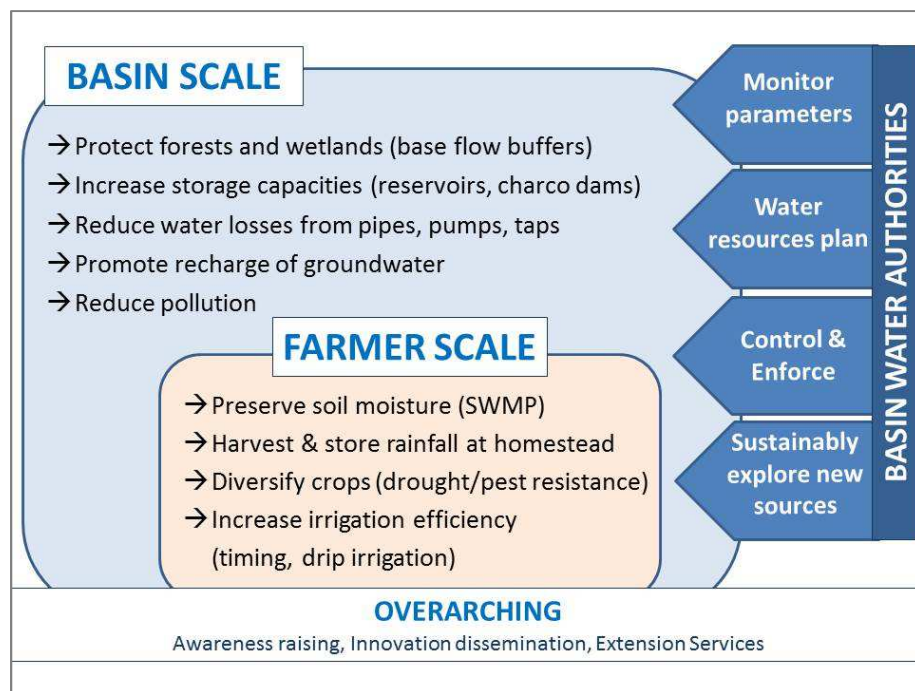 BASIN SCALE
→ Protect forests and wetlands (base flow buffers)
→ Increase storage capacities (reservoirs, charco dams)
→ Reduce water losses from pipes, pumps, taps
→ Promote recharge of groundwater
→ Reduce pollution
FARMER SCALE
→ Preserve soil moisture (SWMP)
→ Harvest & store rainfall at homestead
→ Diversify crops (drought/pest resistance)
→ Increase irrigation efficiency
(timing, drip irrigation)
Monitor
parameters
Water
resources plan
Control &
Enforce
Sustainably
explore new
sources
BASIN WATER AUTHORITIES
OVERARCHING
Awareness raising, Innovation dissemination, Extension Services